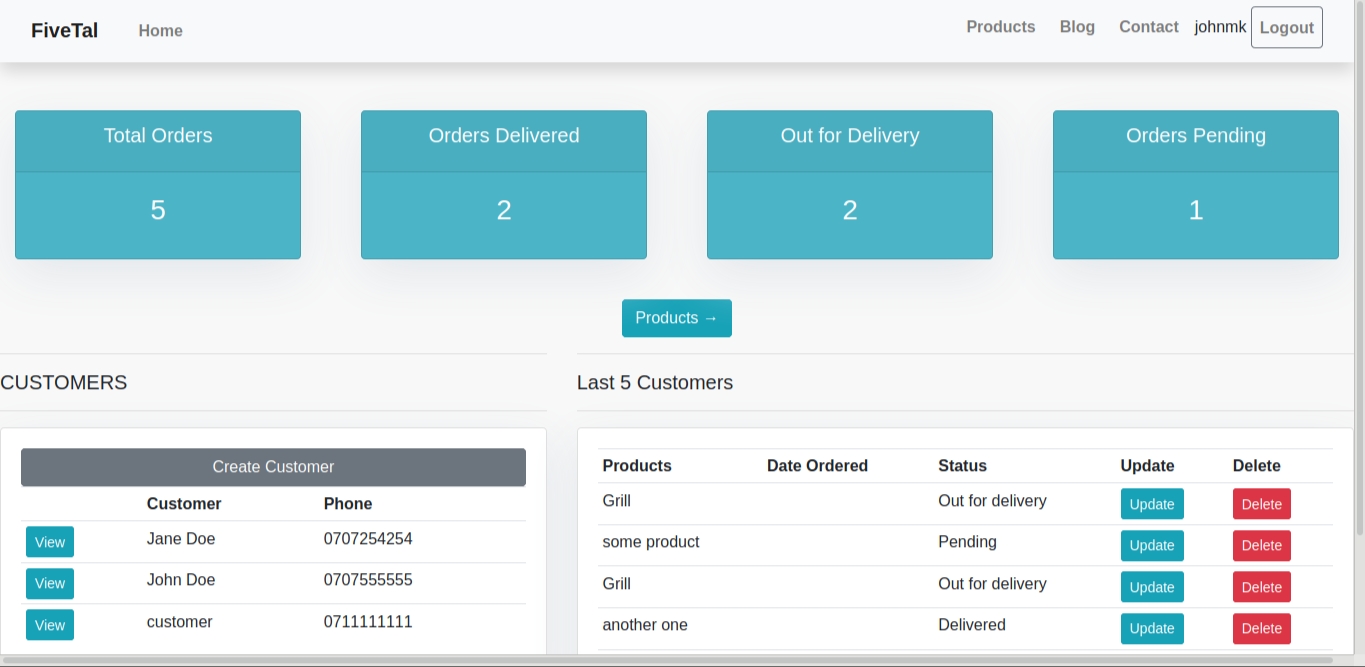 FiveTal Home Products Blog Contact johnmk Logout
Total Orders Orders Delivered Out for Delivery Orders Pending
5 2 2 1
Products →
CUSTOMERS
Create Customer
Customer Phone
View Jane Doe 0707254254
View John Doe 0707555555
View customer 0711111111
Last 5 Customers
Products Date Ordered Status Update Delete
Grill Out for delivery Update Delete
some product Pending Update Delete
Grill Out for delivery Update Delete
another one Delivered Update Delete